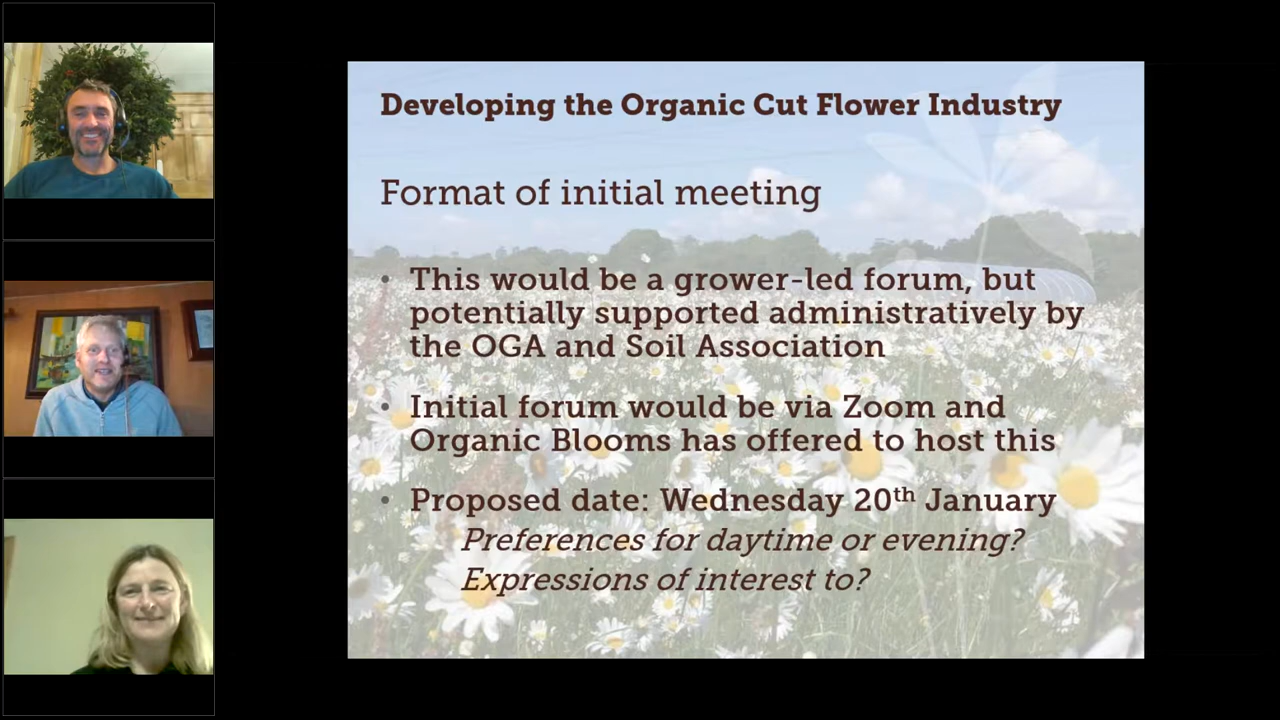 Developing the Organic Cut Flower Industry
Format of initial meeting
• This would be a grower-led forum, but
potentially supported administratively by
the OGA and Soil Association
• Initial forum would be via Zoom and
Organic Blooms has offered to host this
• Proposed date: Wednesday 20th January
Preferences for daytime or evening?
Expressions of interest to?